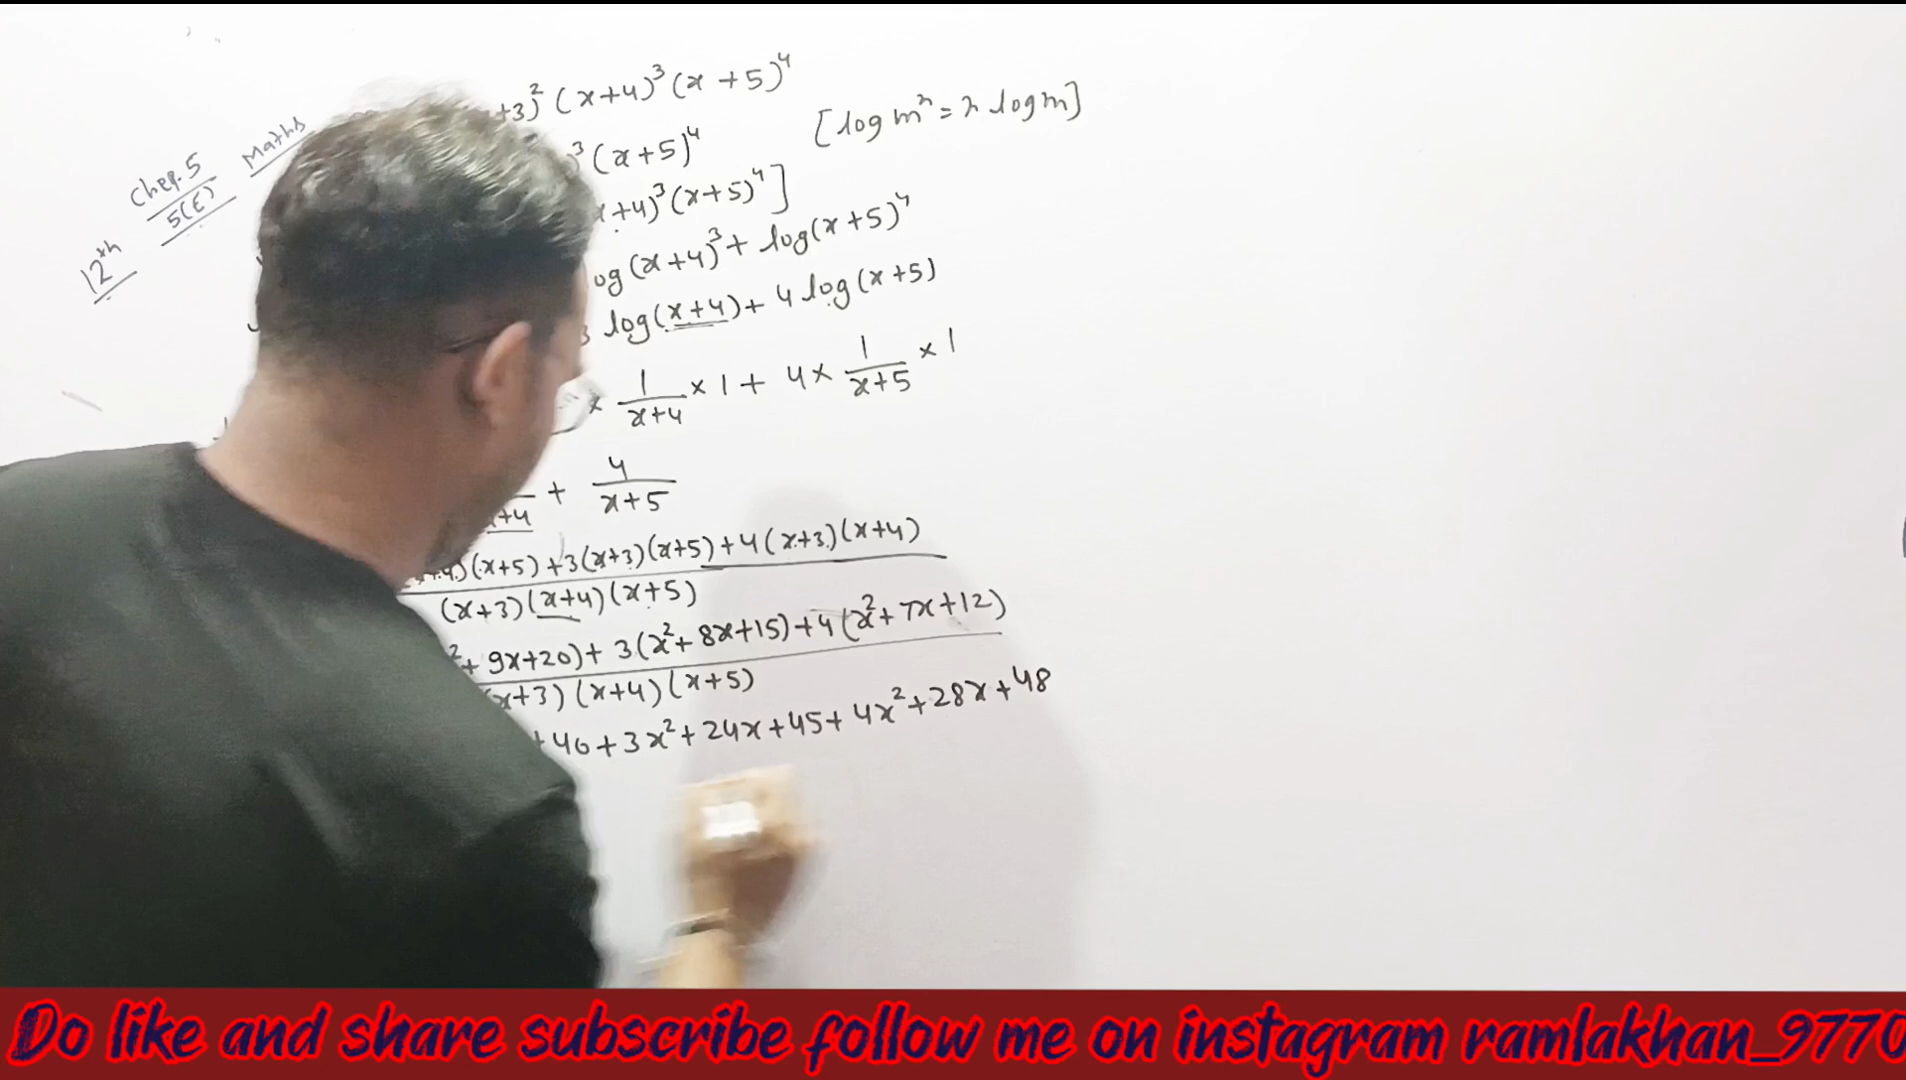 12th
Chap. 5
5(E)
Maths
+3)² (x+4)³ (x+5)⁴
[log mⁿ = n log m]
)³ (x+5)⁴
x+4)³ (x+5)⁴]
og (x+4)³ + log(x+5)⁴
3 log(x+4) + 4 log(x+5)
× 1/(x+4) × 1 + 4 × 1/(x+5) × 1
x+4 + 4/(x+5)
x+4)(x+5) + 3(x+3)(x+5) + 4(x+3)(x+4)
(x+3)(x+4)(x+5)
² + 9x+20) + 3(x² + 8x+15) + 4(x² + 7x+12)
(x+3)(x+4)(x+5)
+40+3x²+24x+45+4x²+28x+48
Do like and share subscribe follow me on instagram ramlakhan_9770